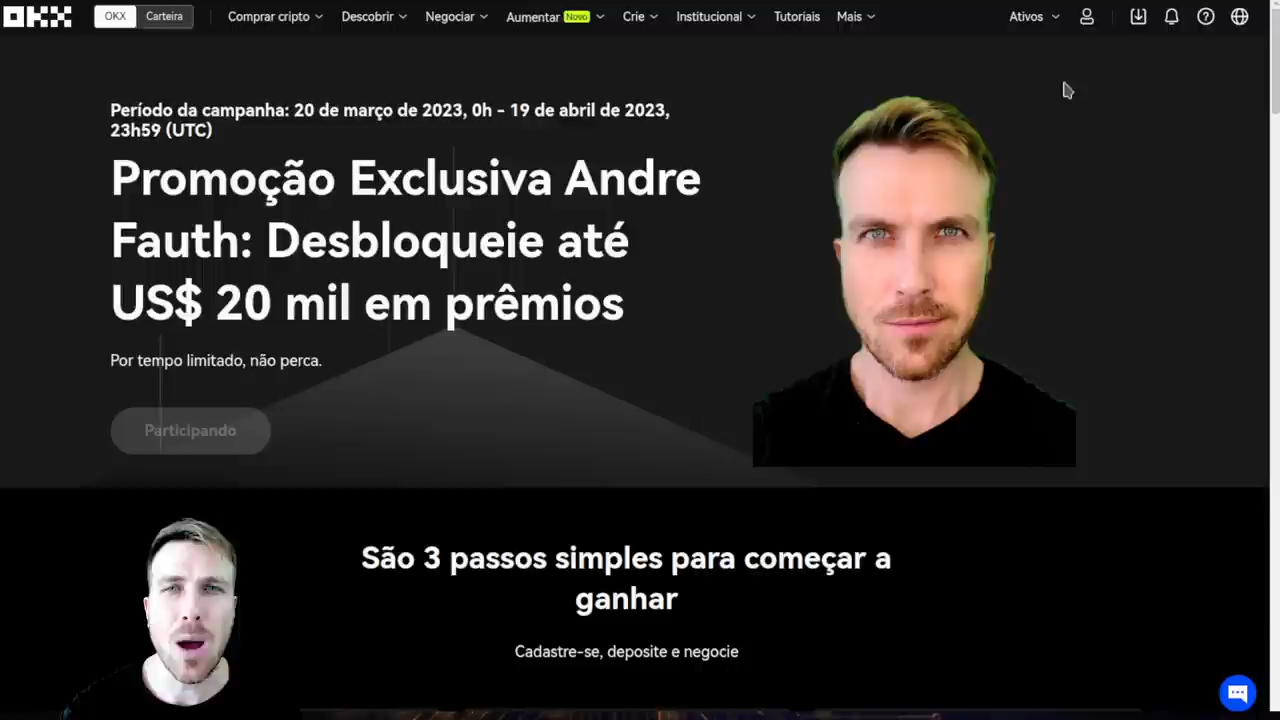 OKX
OKX Carteira Comprar cripto Descobrir Negociar Aumentar Novo Crie Institucional Tutoriais Mais Ativos
Período da campanha: 20 de março de 2023, 0h - 19 de abril de 2023,
23h59 (UTC)
Promoção Exclusiva Andre
Fauth: Desbloqueie até
US$ 20 mil em prêmios
Por tempo limitado, não perca.
Participando
São 3 passos simples para começar a
ganhar
Cadastre-se, deposite e negocie